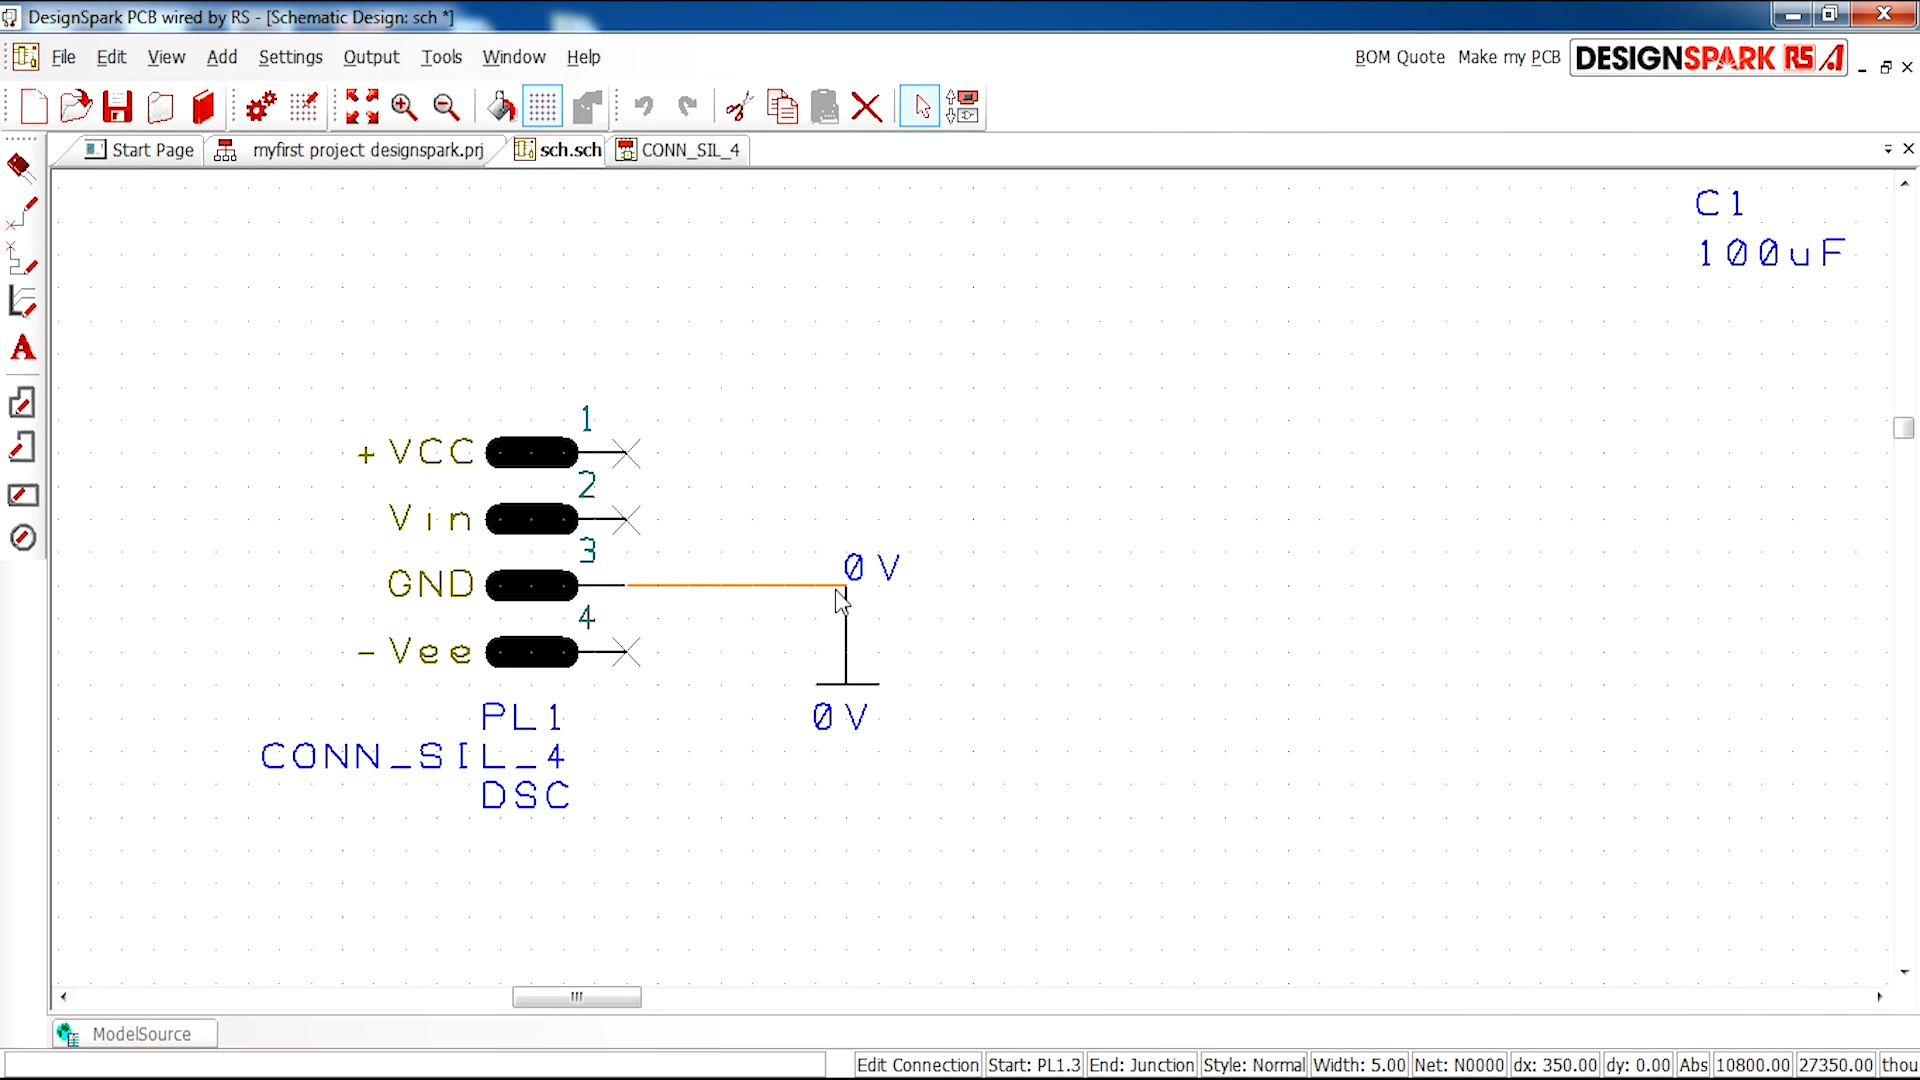 DesignSpark PCB wired by RS - [Schematic Design: sch *]
File Edit View Add Settings Output Tools Window Help
BOM Quote Make my PCB DESIGNSPARK RS
Start Page myfirst project designspark.prj sch.sch CONN_SIL_4
C1
100uF
1
+VCC
2
Vin
3
0V
GND
4
-Vee
PL1
0V
CONN_SIL_4
DSC
ModelSource
Edit Connection Start: PL1.3 End: Junction Style: Normal Width: 5.00 Net: N0000 dx: 350.00 dy: 0.00 Abs 10800.00 27350.00 thou